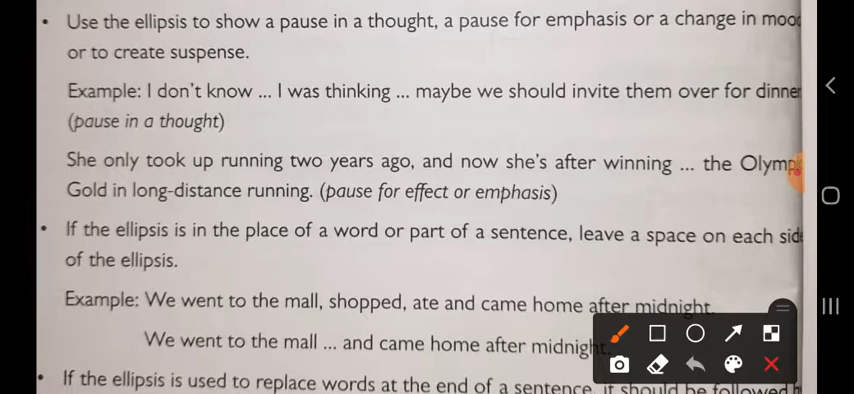 • Use the ellipsis to show a pause in a thought, a pause for emphasis or a change in mood
or to create suspense.
Example: I don't know ... I was thinking ... maybe we should invite them over for dinner
(pause in a thought)
She only took up running two years ago, and now she's after winning ... the Olymp
Gold in long-distance running. (pause for effect or emphasis)
• If the ellipsis is in the place of a word or part of a sentence, leave a space on each side
of the ellipsis.
Example: We went to the mall, shopped, ate and came home after midnight.
We went to the mall ... and came home after midnight.
• If the ellipsis is used to replace words at the end of a sentence, it should be followed